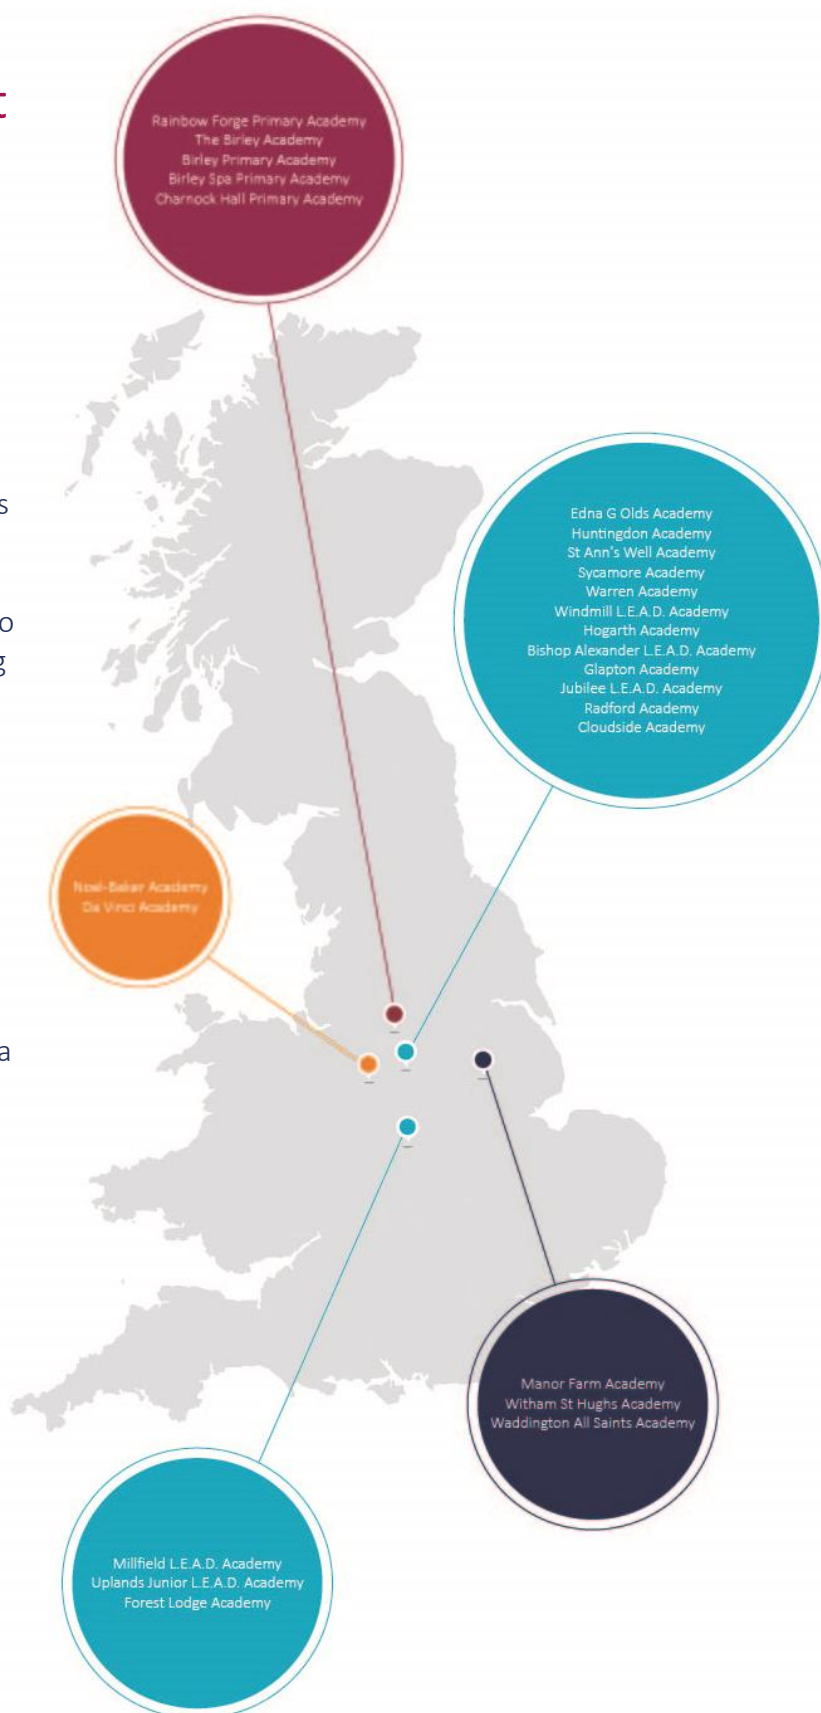 t
Rainbow Forge Primary Academy
The Birley Academy
Birley Primary Academy
Birley Spa Primary Academy
Charnock Hall Primary Academy
s
o
g
Edna G Olds Academy
Huntingdon Academy
St Ann's Well Academy
Sycamore Academy
Warren Academy
Windmill L.E.A.D. Academy
Hogarth Academy
Bishop Alexander L.E.A.D. Academy
Glapton Academy
Jubilee L.E.A.D. Academy
Radford Academy
Cloudside Academy
Noel-Baker Academy
Da Vinci Academy
a
Manor Farm Academy
Witham St Hughs Academy
Waddington All Saints Academy
Millfield L.E.A.D. Academy
Uplands Junior L.E.A.D. Academy
Forest Lodge Academy